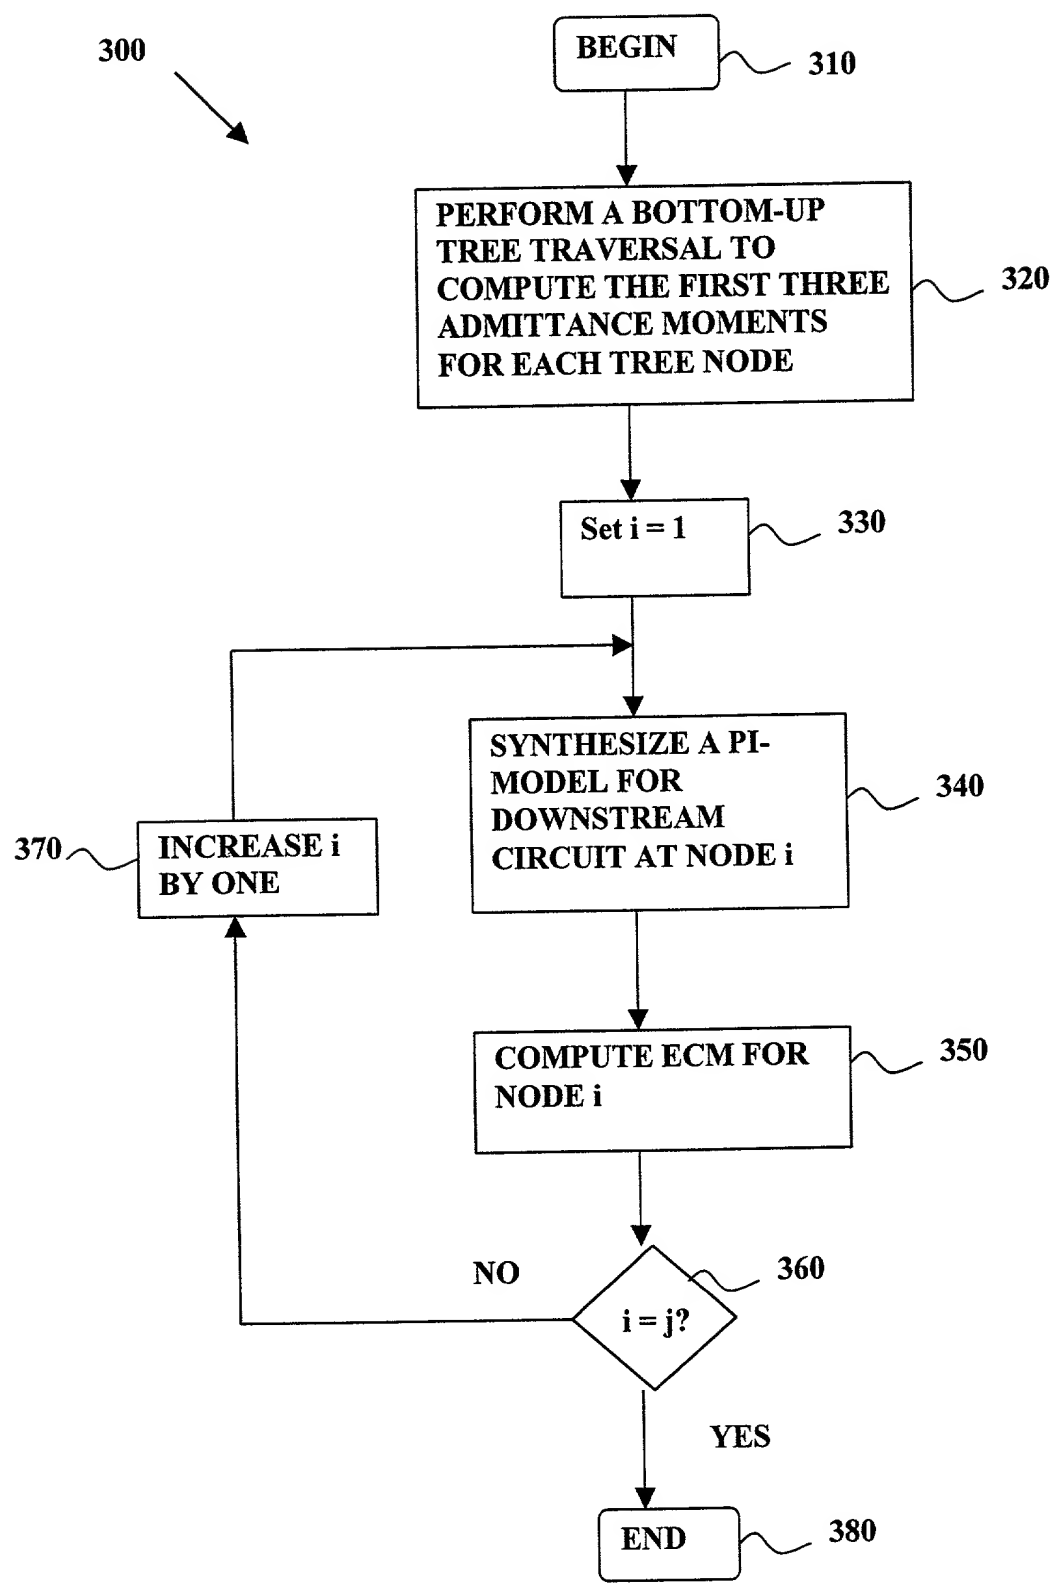 300
BEGIN
310
PERFORM A BOTTOM-UP
TREE TRAVERSAL TO
COMPUTE THE FIRST THREE
ADMITTANCE MOMENTS
FOR EACH TREE NODE
320
Set i = 1
330
SYNTHESIZE A PI-
MODEL FOR
DOWNSTREAM
CIRCUIT AT NODE i
340
370
INCREASE i
BY ONE
COMPUTE ECM FOR
NODE i
350
NO
360
i = j?
YES
END
380